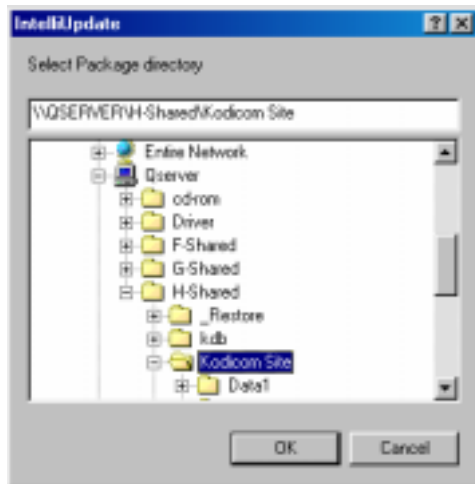 IntelliUpdate
Select Package directory
\\QSERVER\H-Shared\Kodicom Site
Entire Network
Qserver
cd-rom
Driver
F-Shared
G-Shared
H-Shared
_Restore
kdb
Kodicom Site
Data1
OK
Cancel